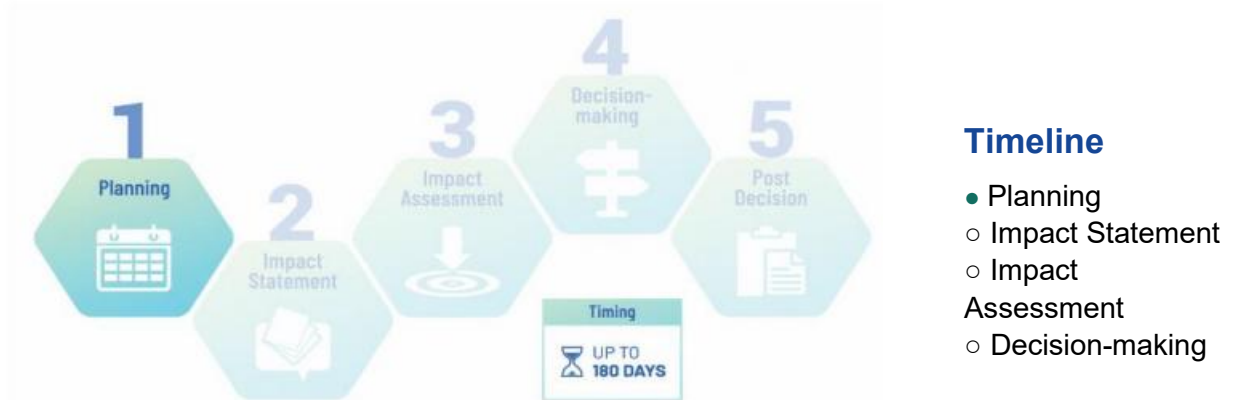 1
Planning
2
Impact
Statement
3
Impact
Assessment
4
Decision-
making
5
Post
Decision
Timing
UP TO
180 DAYS
Timeline
● Planning
○ Impact Statement
○ Impact
Assessment
○ Decision-making